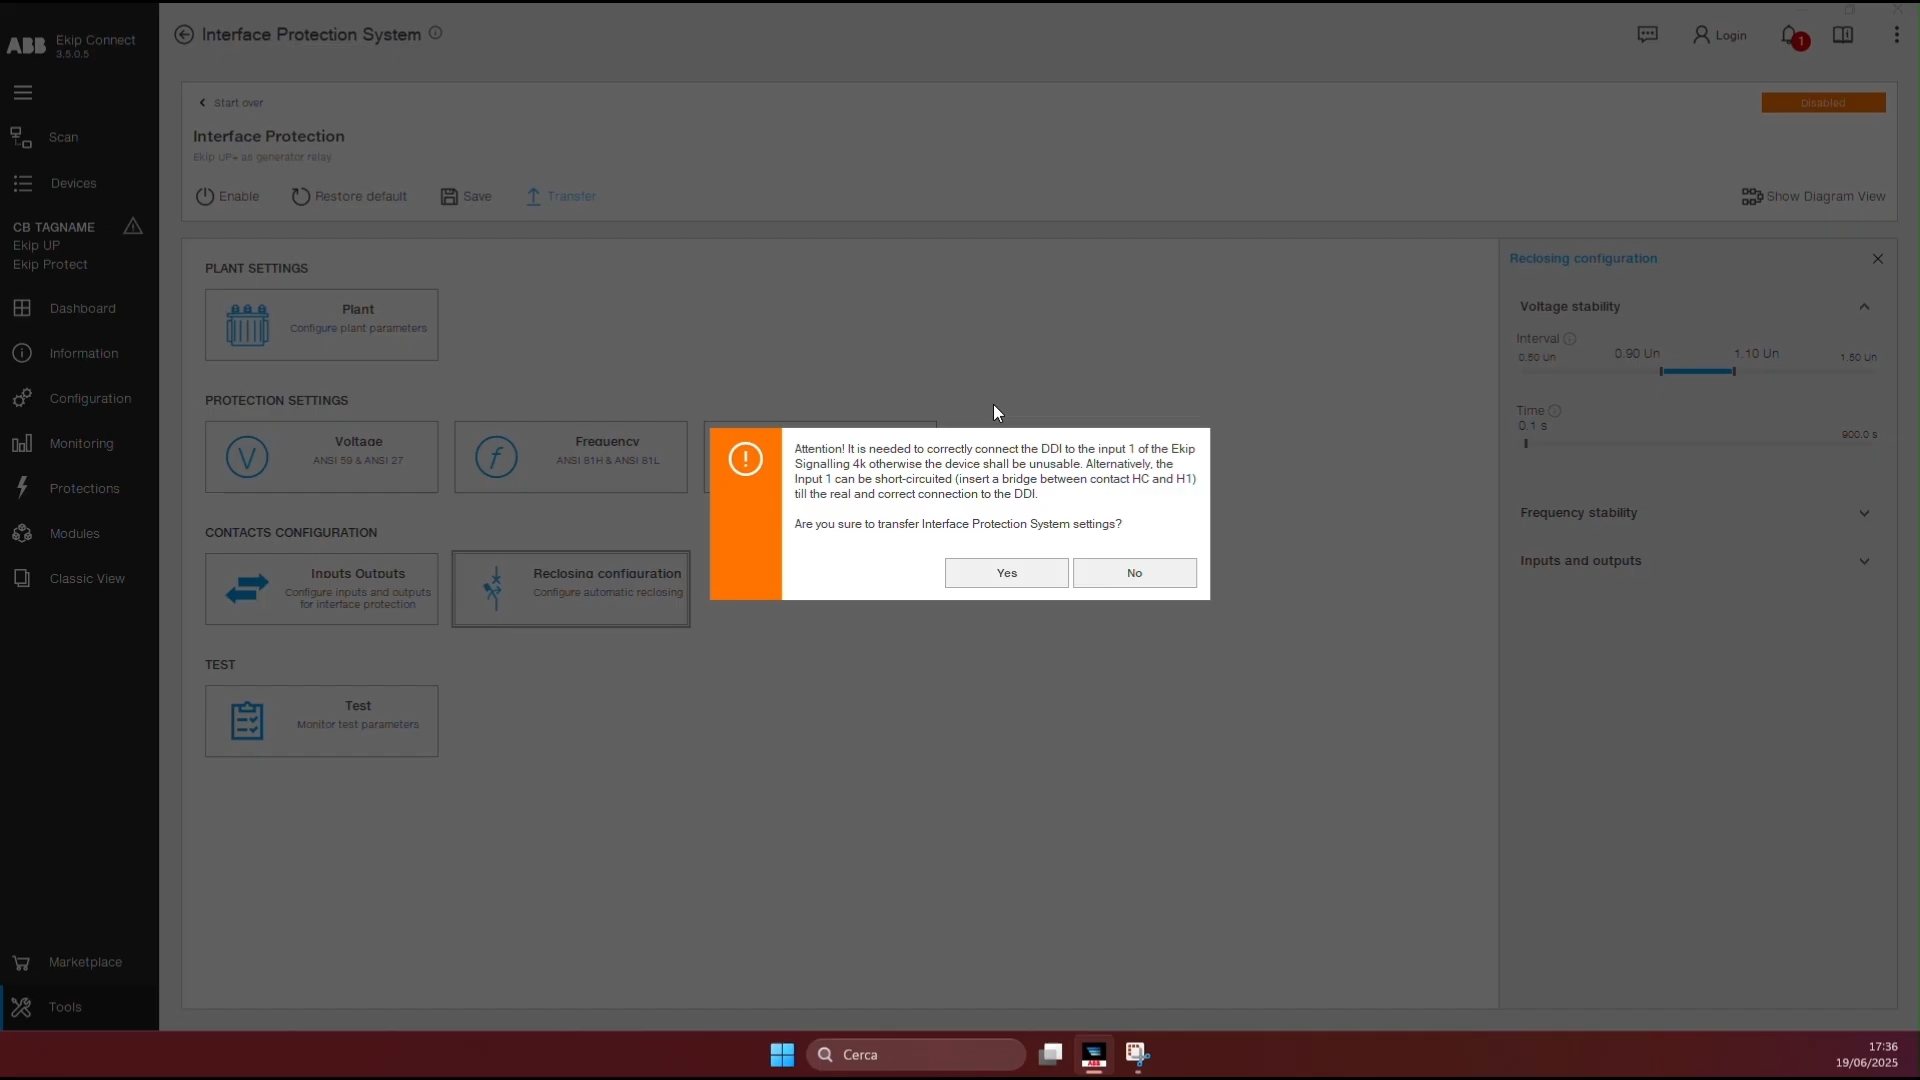 ABB
Ekip Connect
3.5.0.5
Interface Protection System
Login
1
Scan
Devices
CB TAGNAME
Ekip UP
Ekip Protect
Dashboard
Information
Configuration
Monitoring
Protections
Modules
Classic View
Marketplace
Tools
Start over
Disabled
Interface Protection
Ekip UP+ as generator relay
Enable
Restore default
Save
Transfer
Show Diagram View
PLANT SETTINGS
Plant
Configure plant parameters
PROTECTION SETTINGS
Voltage
ANSI 59 & ANSI 27
Frequency
ANSI 81H & ANSI 81L
CONTACTS CONFIGURATION
Inputs Outputs
Configure inputs and outputs
for interface protection
Reclosing configuration
Configure automatic reclosing
TEST
Test
Monitor test parameters
Attention! It is needed to correctly connect the DDI to the input 1 of the Ekip
Signalling 4k otherwise the device shall be unusable. Alternatively, the
Input 1 can be short-circuited (insert a bridge between contact HC and H1)
till the real and correct connection to the DDI.
Are you sure to transfer Interface Protection System settings?
Yes
No
Reclosing configuration
Voltage stability
Interval
0.50 Un
0.90 Un
1.10 Un
1.50 Un
Time
0.1 s
900.0 s
Frequency stability
Inputs and outputs
Cerca
ABB
17:36
19/06/2025